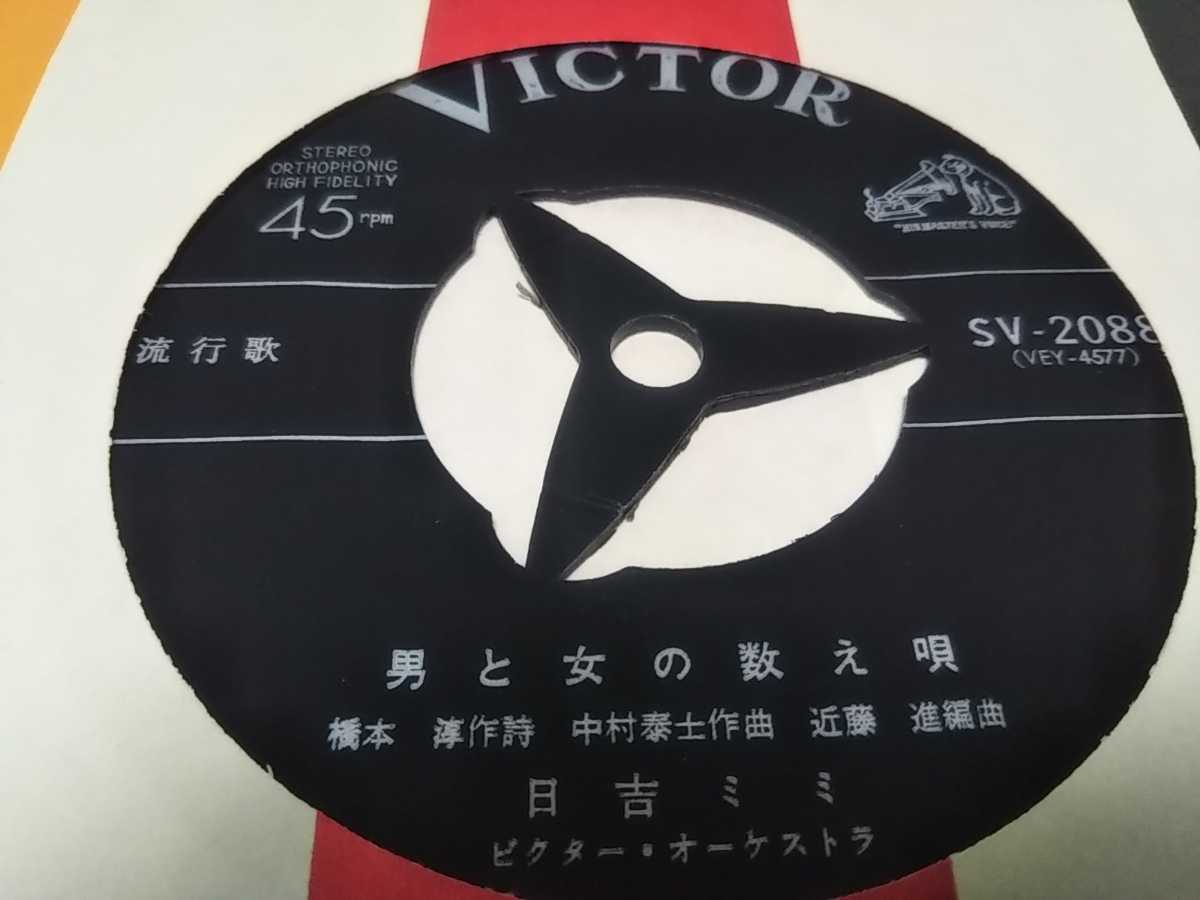 VICTOR
STEREO
ORTHOPHONIC
HIGH FIDELITY
45 rpm
"HIS MASTER'S VOICE"
流行歌
SV-2088
(VEY-4577)
男と女の数え唄
橋本 淳作詩 中村泰士作曲 近藤 進編曲
日吉ミミ
ビクター・オーケストラ